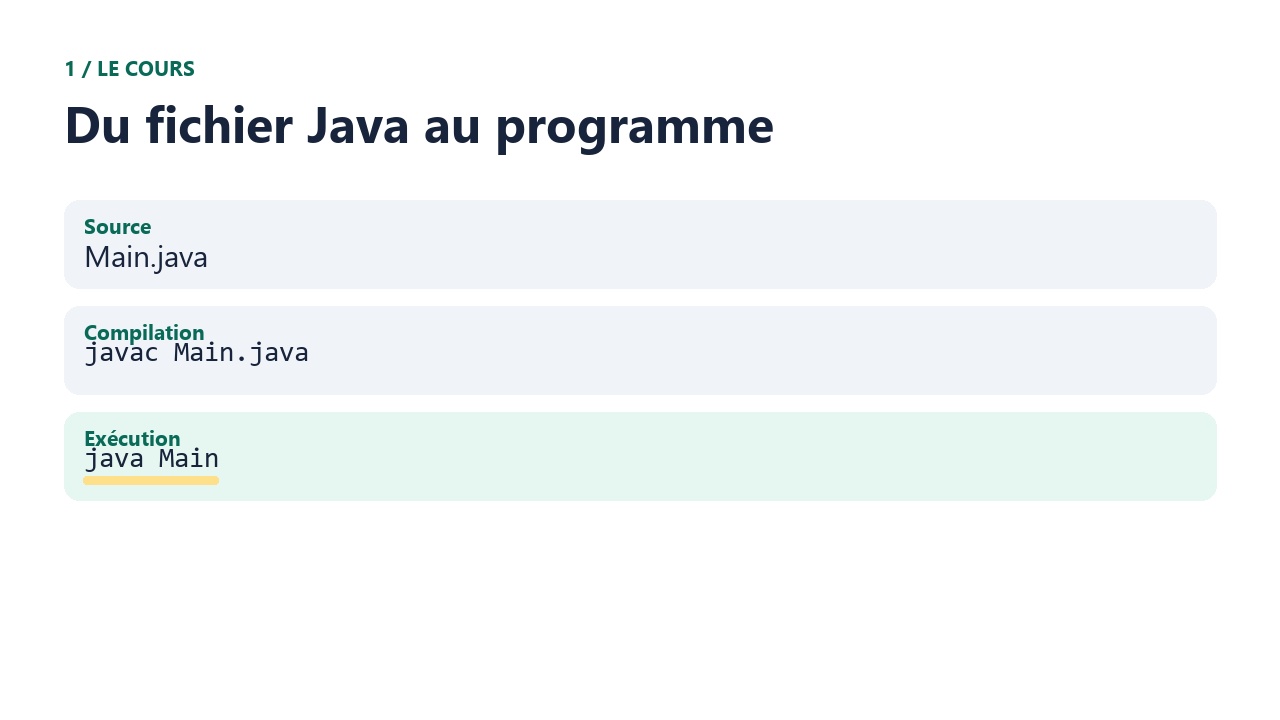 1 / LE COURS
Du fichier Java au programme
Source
Main.java
Compilation
javac Main.java
Exécution
java Main